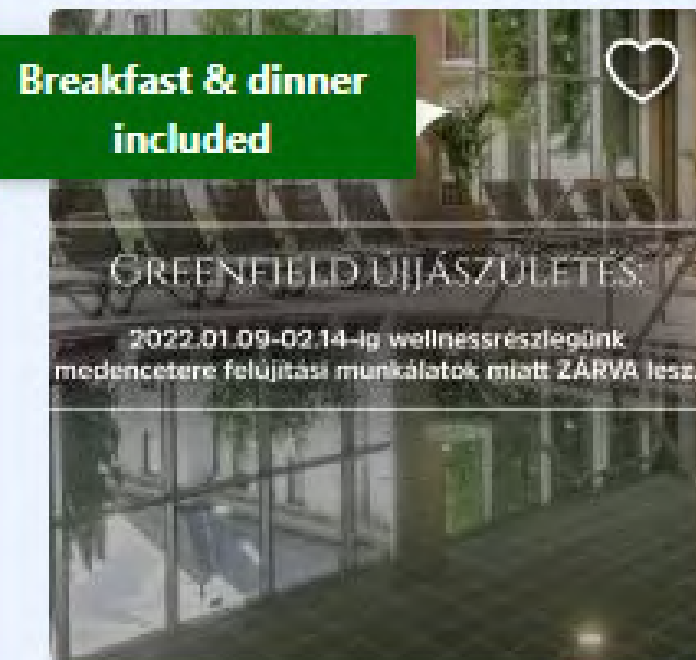 Breakfast & dinner
included
GREENFIELD ÚJJÁSZÜLETÉS:
2022.01.09-02.14-ig wellnessrészlegünk
medencetere felújítási munkálatok miatt ZÁRVA lesz.